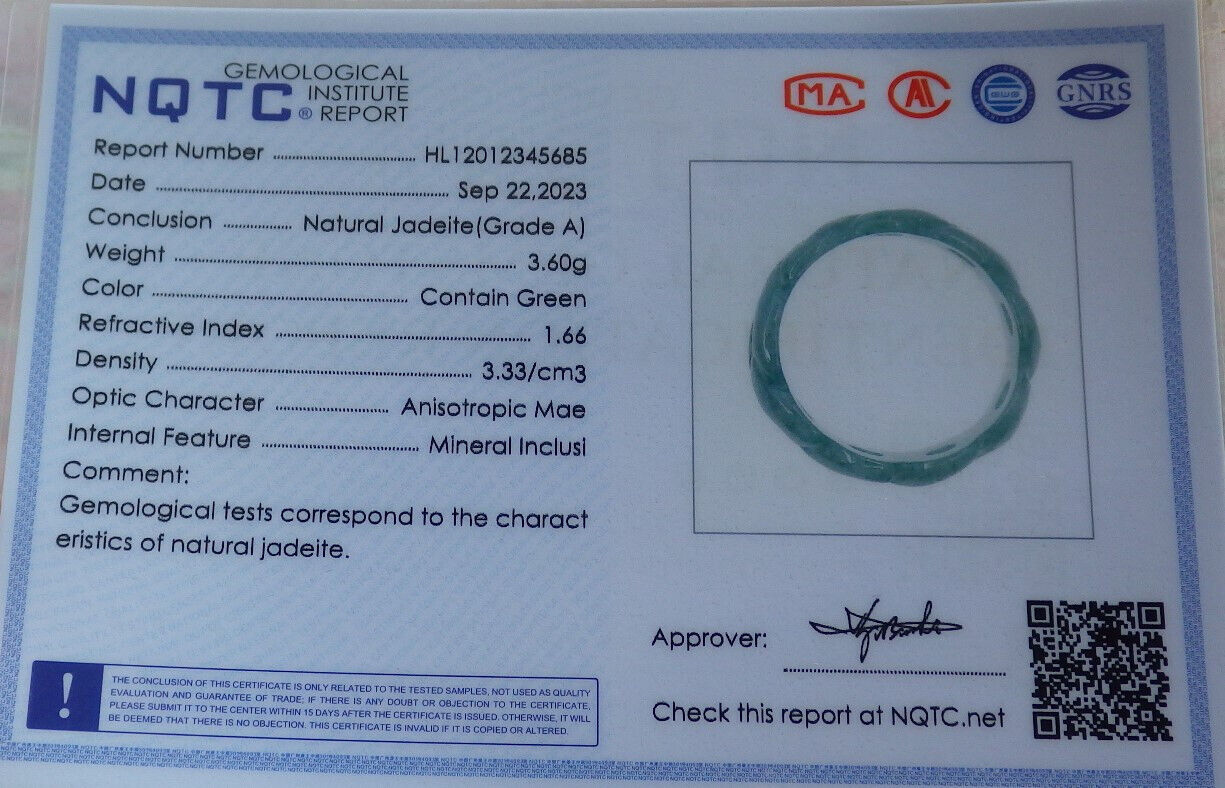 GEMOLOGICAL
NQTC® INSTITUTE
REPORT
MA
GNRS
Report Number ........................ HL12012345685
Date ........................ Sep 22,2023
Conclusion ............... Natural Jadeite(Grade A)
Weight ........................ 3.60g
Color ........................ Contain Green
Refractive Index ........................ 1.66
Density ........................ 3.33/cm3
Optic Character ............... Anisotropic Mae
Internal Feature ............... Mineral Inclusi
Comment:
Gemological tests correspond to the charact
eristics of natural jadeite.
Approver:
Check this report at NQTC.net
!
THE CONCLUSION OF THIS CERTIFICATE IS ONLY RELATED TO THE TESTED SAMPLES, NOT USED AS QUALITY
EVALUATION AND GUARANTEE OF TRADE; IF THERE IS ANY DOUBT OR OBJECTION TO THE CERTIFICATE,
PLEASE SUBMIT IT TO THE CENTER WITHIN 15 DAYS AFTER THE CERTIFICATE IS ISSUED. OTHERWISE, IT WILL
BE DEEMED THAT THERE IS NO OBJECTION. THIS CERTIFICATE IS INVALID IF IT IS COPIED OR ALTERED.